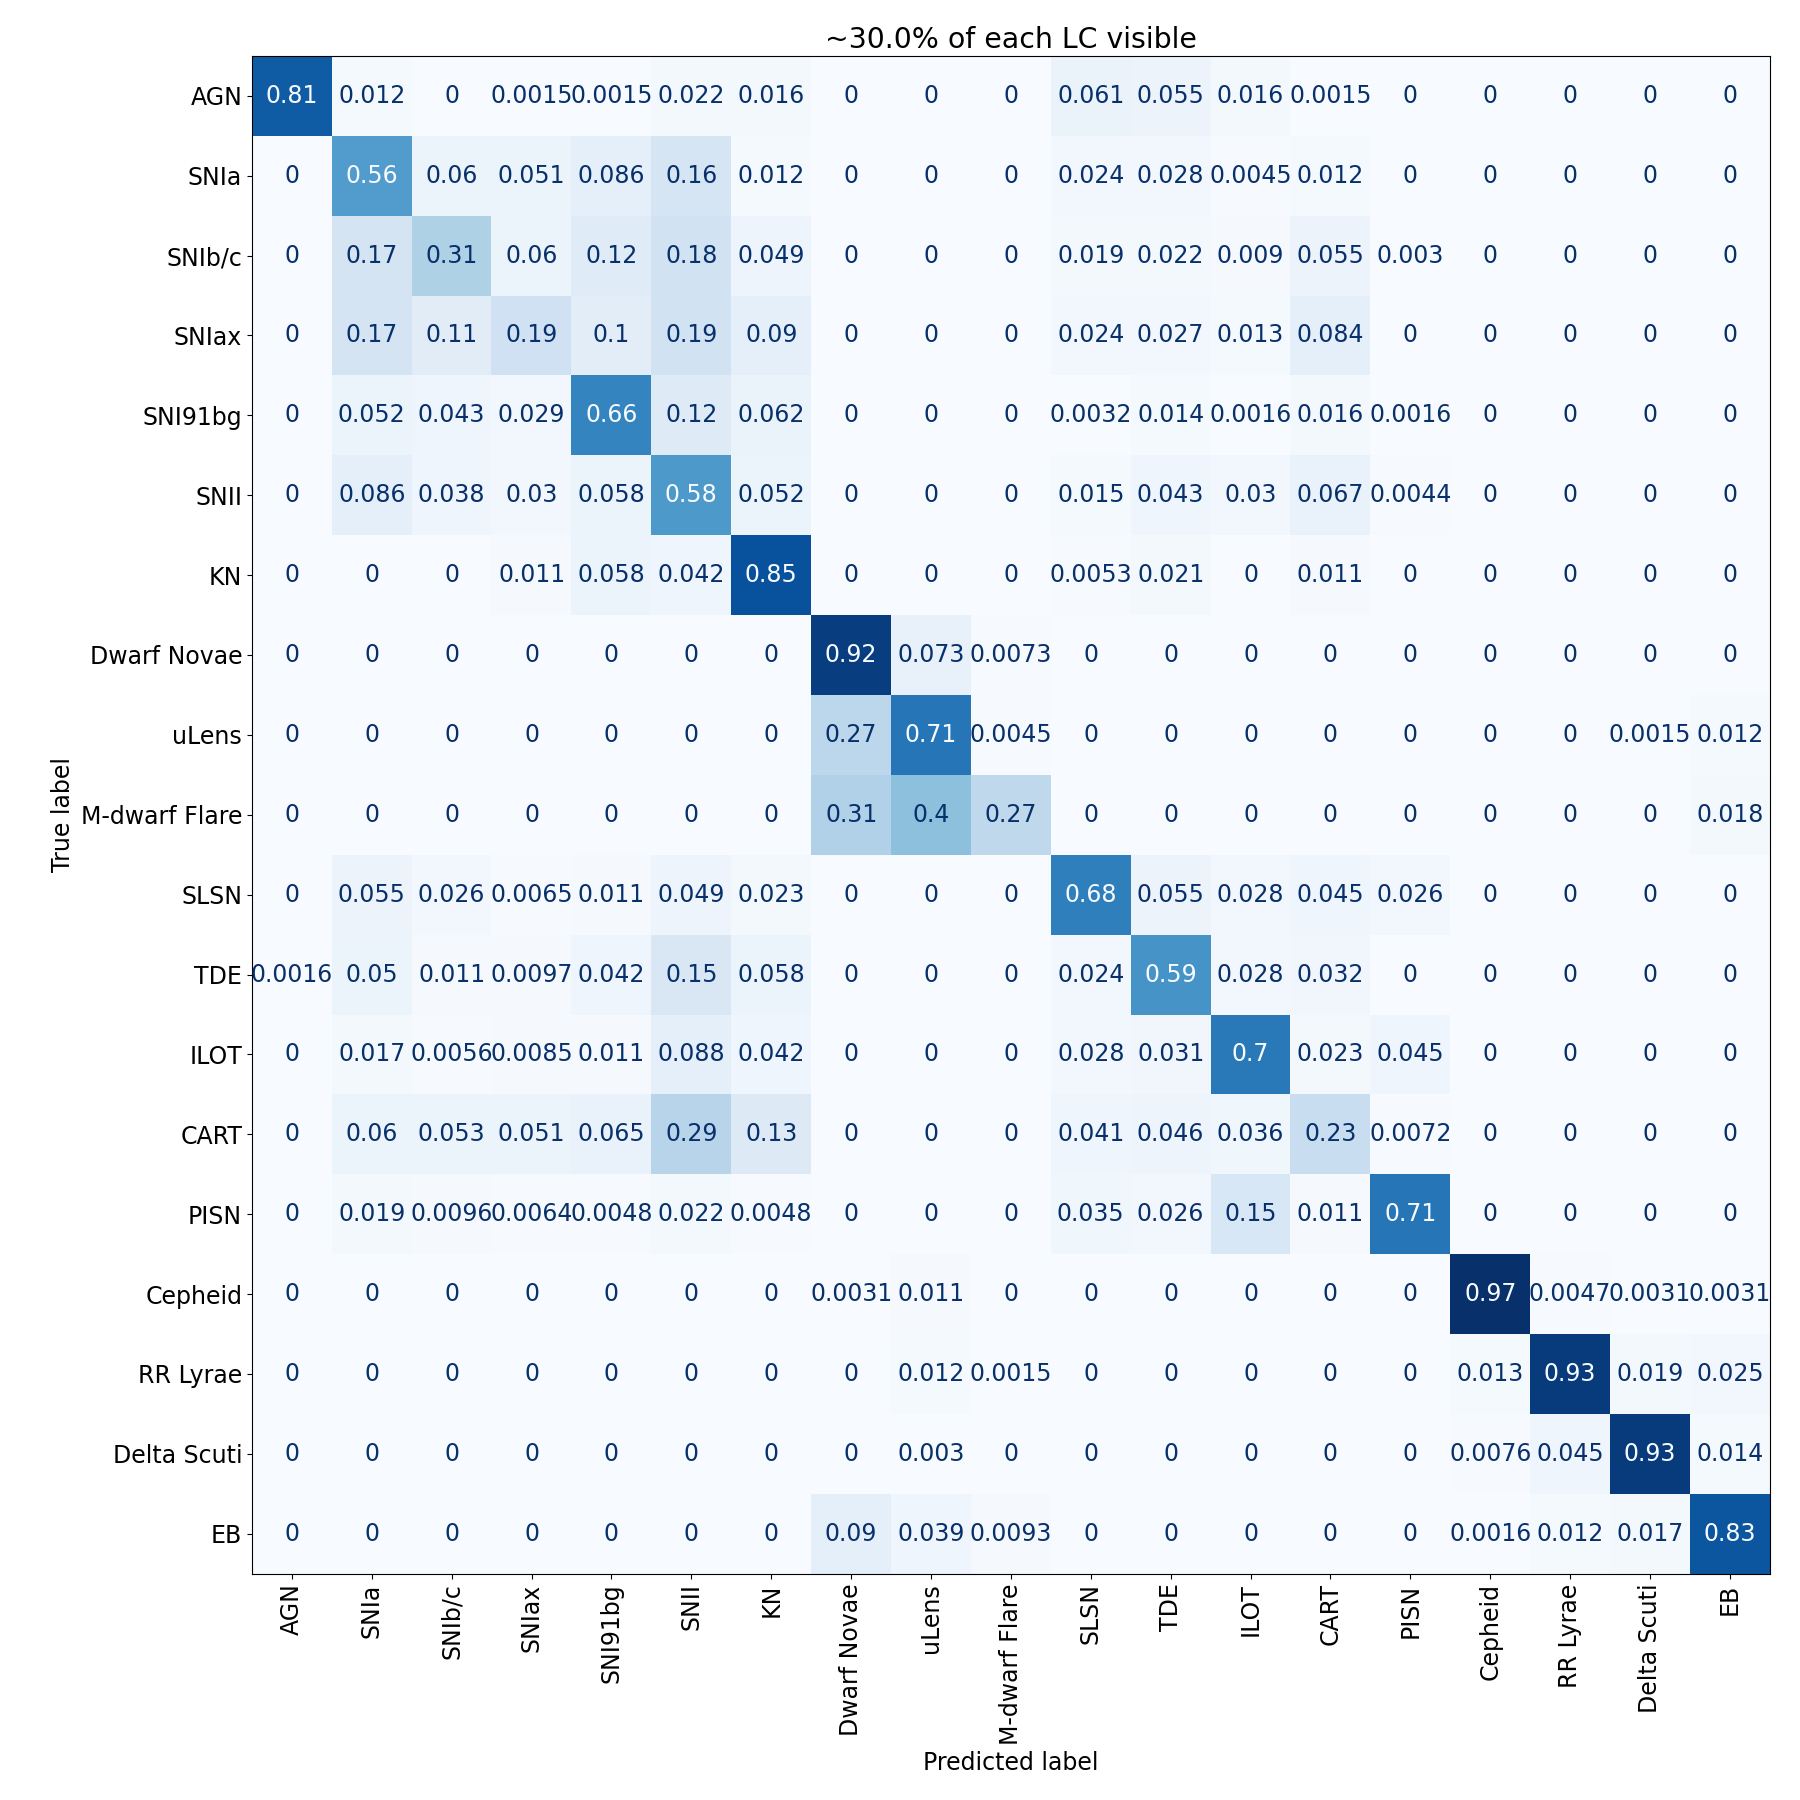 ~30.0% of each LC visible
AGN 0.81 0.012 0 0.0015 0.0015 0.022 0.016 0 0 0 0.061 0.055 0.016 0.0015 0 0 0 0 0
SNIa 0 0.56 0.06 0.051 0.086 0.16 0.012 0 0 0 0.024 0.028 0.0045 0.012 0 0 0 0 0
SNIb/c 0 0.17 0.31 0.06 0.12 0.18 0.049 0 0 0 0.019 0.022 0.009 0.055 0.003 0 0 0 0
SNIax 0 0.17 0.11 0.19 0.1 0.19 0.09 0 0 0 0.024 0.027 0.013 0.084 0 0 0 0 0
SNI91bg 0 0.052 0.043 0.029 0.66 0.12 0.062 0 0 0 0.0032 0.014 0.0016 0.016 0.0016 0 0 0 0
SNII 0 0.086 0.038 0.03 0.058 0.58 0.052 0 0 0 0.015 0.043 0.03 0.067 0.0044 0 0 0 0
KN 0 0 0 0.011 0.058 0.042 0.85 0 0 0 0.0053 0.021 0 0.011 0 0 0 0 0
Dwarf Novae 0 0 0 0 0 0 0 0.92 0.073 0.0073 0 0 0 0 0 0 0 0 0
uLens 0 0 0 0 0 0 0 0.27 0.71 0.0045 0 0 0 0 0 0 0 0.0015 0.012
M-dwarf Flare 0 0 0 0 0 0 0 0.31 0.4 0.27 0 0 0 0 0 0 0 0 0.018
SLSN 0 0.055 0.026 0.0065 0.011 0.049 0.023 0 0 0 0.68 0.055 0.028 0.045 0.026 0 0 0 0
TDE 0.0016 0.05 0.011 0.0097 0.042 0.15 0.058 0 0 0 0.024 0.59 0.028 0.032 0 0 0 0 0
ILOT 0 0.017 0.0056 0.0085 0.011 0.088 0.042 0 0 0 0.028 0.031 0.7 0.023 0.045 0 0 0 0
CART 0 0.06 0.053 0.051 0.065 0.29 0.13 0 0 0 0.041 0.046 0.036 0.23 0.0072 0 0 0 0
PISN 0 0.019 0.0096 0.0064 0.0048 0.022 0.0048 0 0 0 0.035 0.026 0.15 0.011 0.71 0 0 0 0
Cepheid 0 0 0 0 0 0 0 0.0031 0.011 0 0 0 0 0 0 0.97 0.0047 0.0031 0.0031
RR Lyrae 0 0 0 0 0 0 0 0 0.012 0.0015 0 0 0 0 0 0.013 0.93 0.019 0.025
Delta Scuti 0 0 0 0 0 0 0 0 0.003 0 0 0 0 0 0 0.0076 0.045 0.93 0.014
EB 0 0 0 0 0 0 0 0.09 0.039 0.0093 0 0 0 0 0 0.0016 0.012 0.017 0.83
True label
AGN SNIa SNIb/c SNIax SNI91bg SNII KN Dwarf Novae uLens M-dwarf Flare SLSN TDE ILOT CART PISN Cepheid RR Lyrae Delta Scuti EB
Predicted label